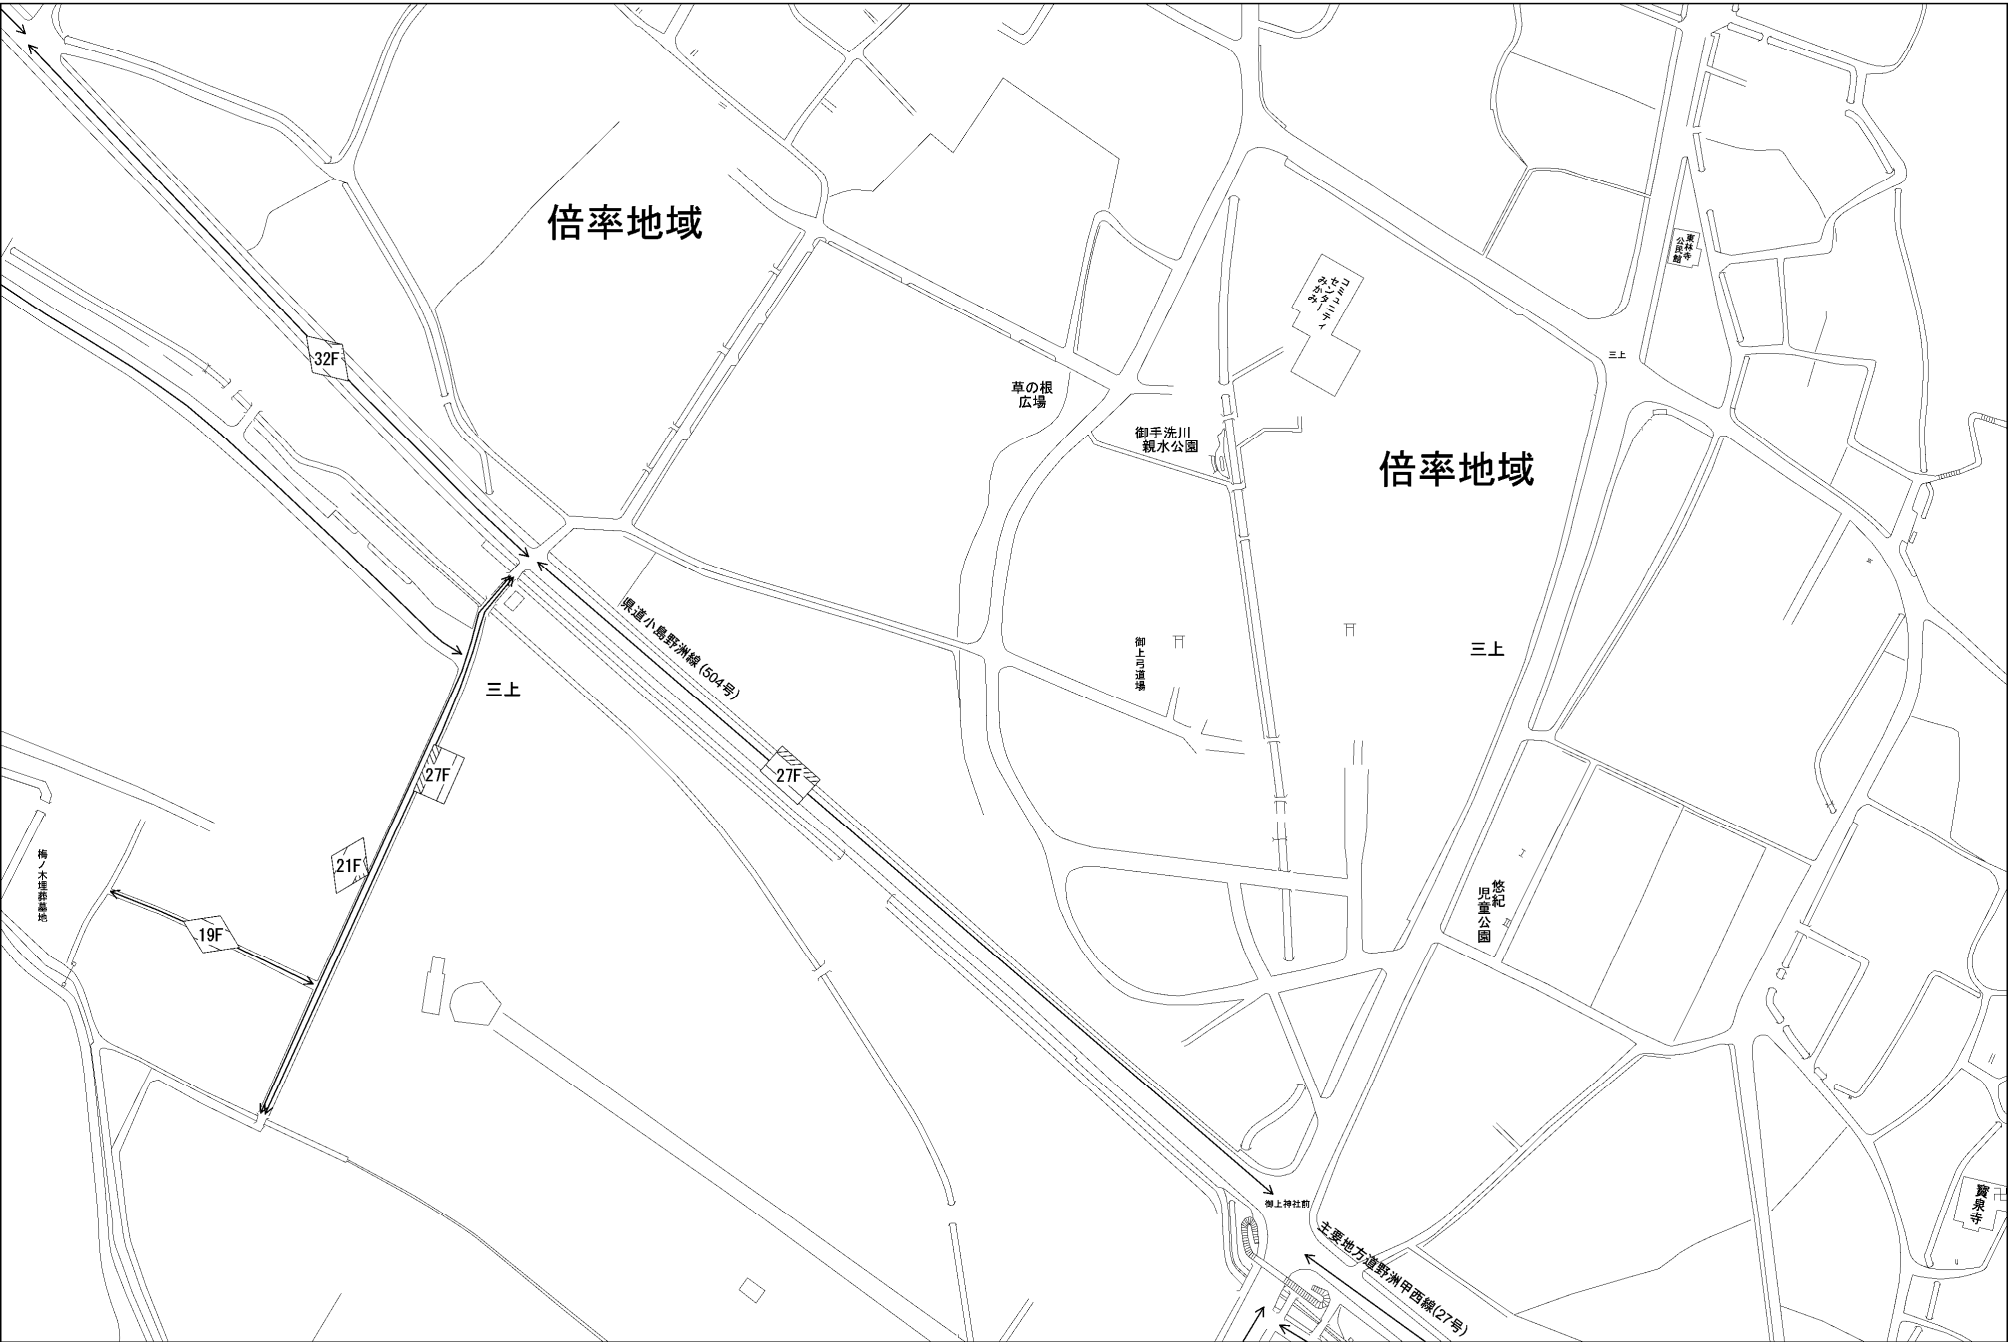 倍率地域
東林寺
公民館
コミュニティ
センター
みかみ
32F
三上
草の根
広場
御手洗川
親水公園
倍率地域
県道小島野洲線(504号)
御上弓道場
三上
三上
27F
27F
21F
梅ノ木埋葬墓地
19F
悠紀
児童公園
御上神社前
寳泉寺
主要地方道野洲甲西線(27号)